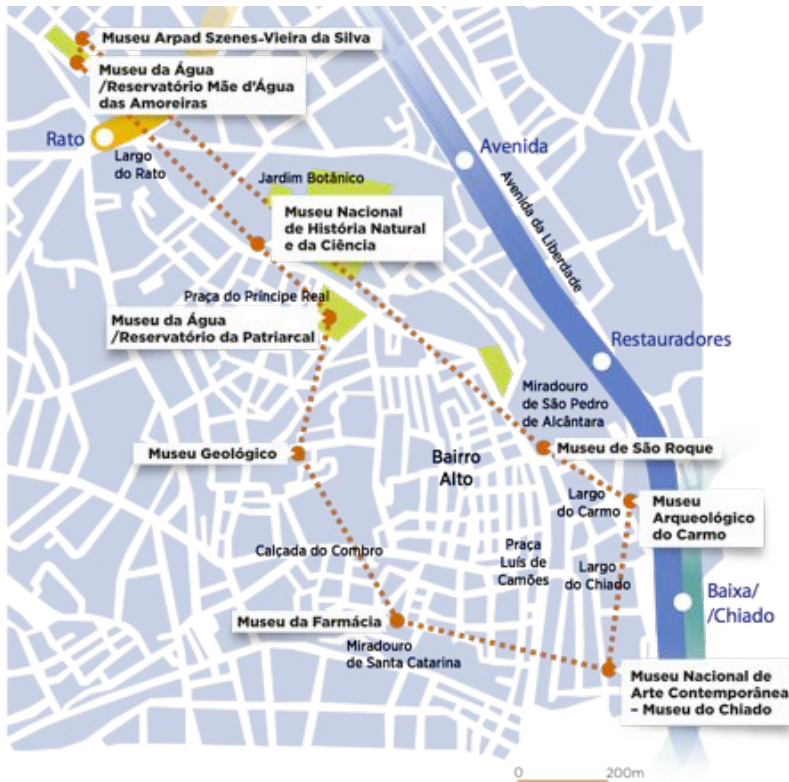 Museu Arpad Szenes-Vieira da Silva
Museu da Água
/Reservatório Mãe d'Água
das Amoreiras
Rato
Largo
do Rato
Avenida
Jardim Botânico
Avenida da Liberdade
Museu Nacional
de História Natural
e da Ciência
Praça do Príncipe Real
Museu da Água
/Reservatório da Patriarcal
Restauradores
Miradouro
de São Pedro
de Alcântara
Museu Geológico
Bairro
Alto
Museu de São Roque
Largo
do Carmo
Museu
Arqueológico
do Carmo
Calçada do Combro
Praça
Luís de
Camões
Largo
do Chiado
Baixa/
/Chiado
Museu da Farmácia
Miradouro
de Santa Catarina
Museu Nacional de
Arte Contemporânea
– Museu do Chiado
0 200m